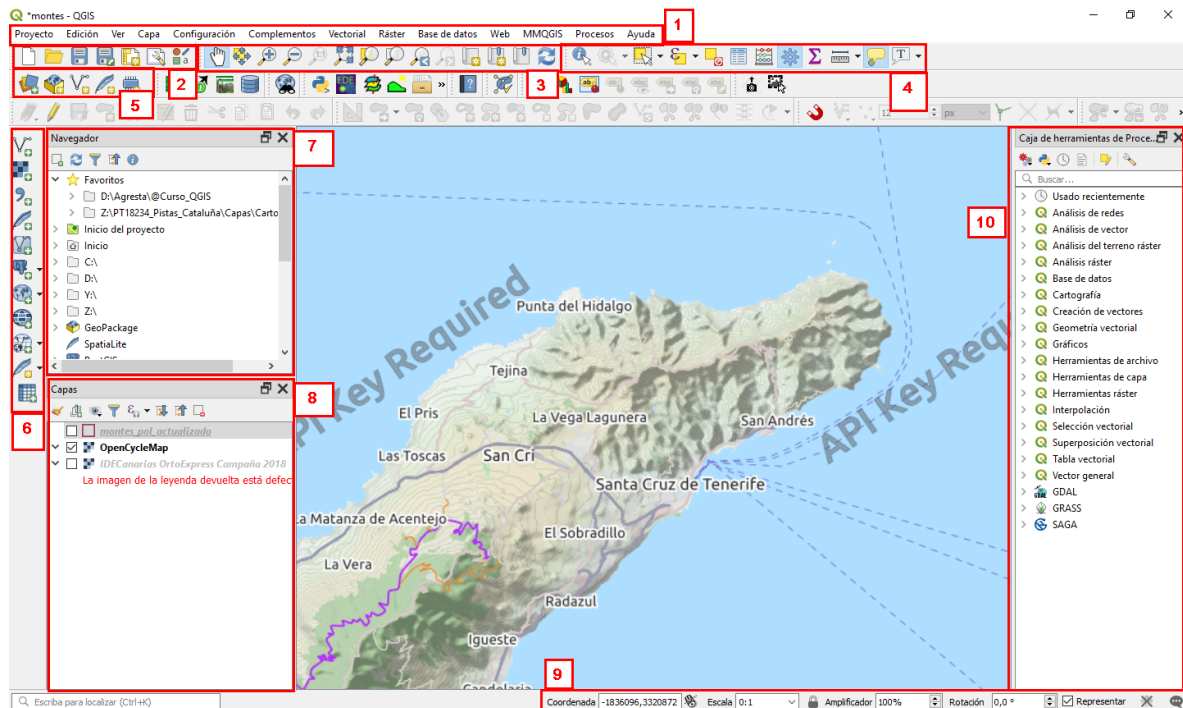 *montes - QGIS
Proyecto Edición Ver Capa Configuración Complementos Vectorial Ráster Base de datos Web MMQGIS Procesos Ayuda
1
2
3
4
5
12 px
6
Navegador
7
Favoritos
D:\Agresta\@Curso_QGIS
Z:\PT18234_Pistas_Cataluña\Capas\Carto
Inicio del proyecto
Inicio
C:\
D:\
Y:\
Z:\
GeoPackage
SpatiaLite
PostGIS
Capas
8
montes_pol_actualizado
OpenCycleMap
IDECanarias OrtoExpress Campaña 2018
La imagen de la leyenda devuelta está defec
API Key Required
API Key Requ
Punta del Hidalgo
Tejina
El Pris
La Vega Lagunera
San Andrés
Las Toscas
San Cri
Santa Cruz de Tenerife
La Matanza de Acentejo
El Sobradillo
La Vera
Radazul
Igueste
Candelaria
Caja de herramientas de Proce...
Buscar...
10
Usado recientemente
Análisis de redes
Análisis de vector
Análisis del terreno ráster
Análisis ráster
Base de datos
Cartografía
Creación de vectores
Geometría vectorial
Gráficos
Herramientas de archivo
Herramientas de capa
Herramientas ráster
Interpolación
Selección vectorial
Superposición vectorial
Tabla vectorial
Vector general
GDAL
GRASS
SAGA
9
Escriba para localizar (Ctrl+K)
Coordenada -1836096,3320872 Escala 0:1 Amplificador 100% Rotación 0,0 ° Representar